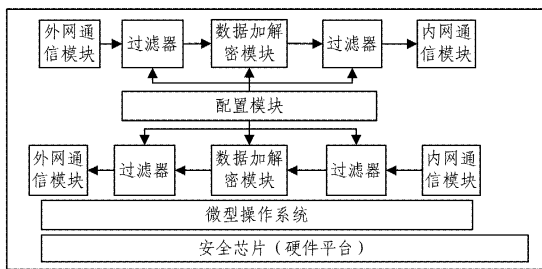 外网通
信模块
过滤器
数据加解
密模块
过滤器
内网通
信模块
配置模块
外网通
信模块
过滤器
数据加解
密模块
过滤器
内网通
信模块
微型操作系统
安全芯片（硬件平台）